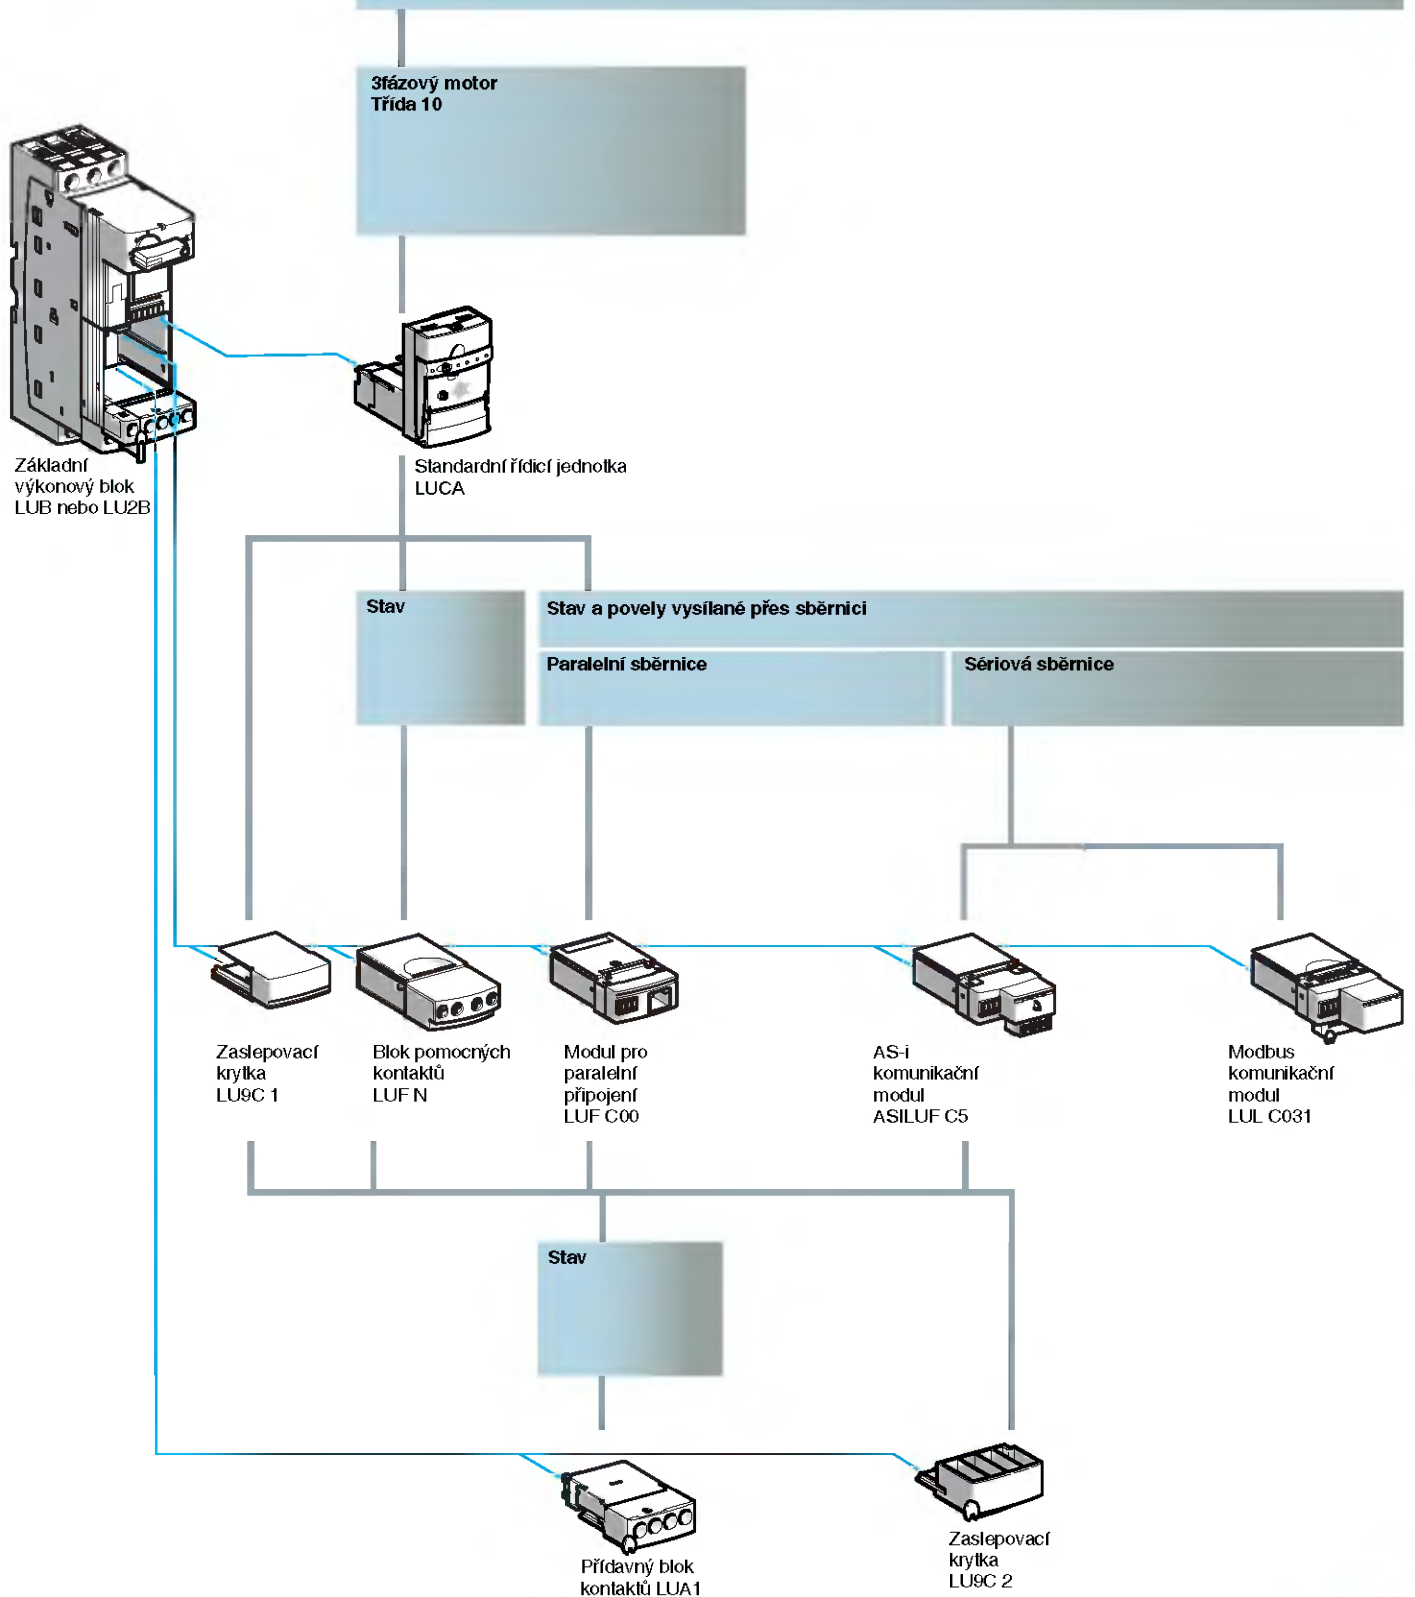 3fázový motor
Třída 10
Základní
výkonový blok
LUB nebo LU2B
Standardní řídicí jednotka
LUCA
Stav
Stav a povely vysílané přes sběrnici
Paralelní sběrnice
Sériová sběrnice
Zaslepovací
krytka
LU9C 1
Blok pomocných
kontaktů
LUF N
Modul pro
paralelní
připojení
LUF C00
AS-i
komunikační
modul
ASILUF C5
Modbus
komunikační
modul
LUL C031
Stav
Přídavný blok
kontaktů LUA1
Zaslepovací
krytka
LU9C 2